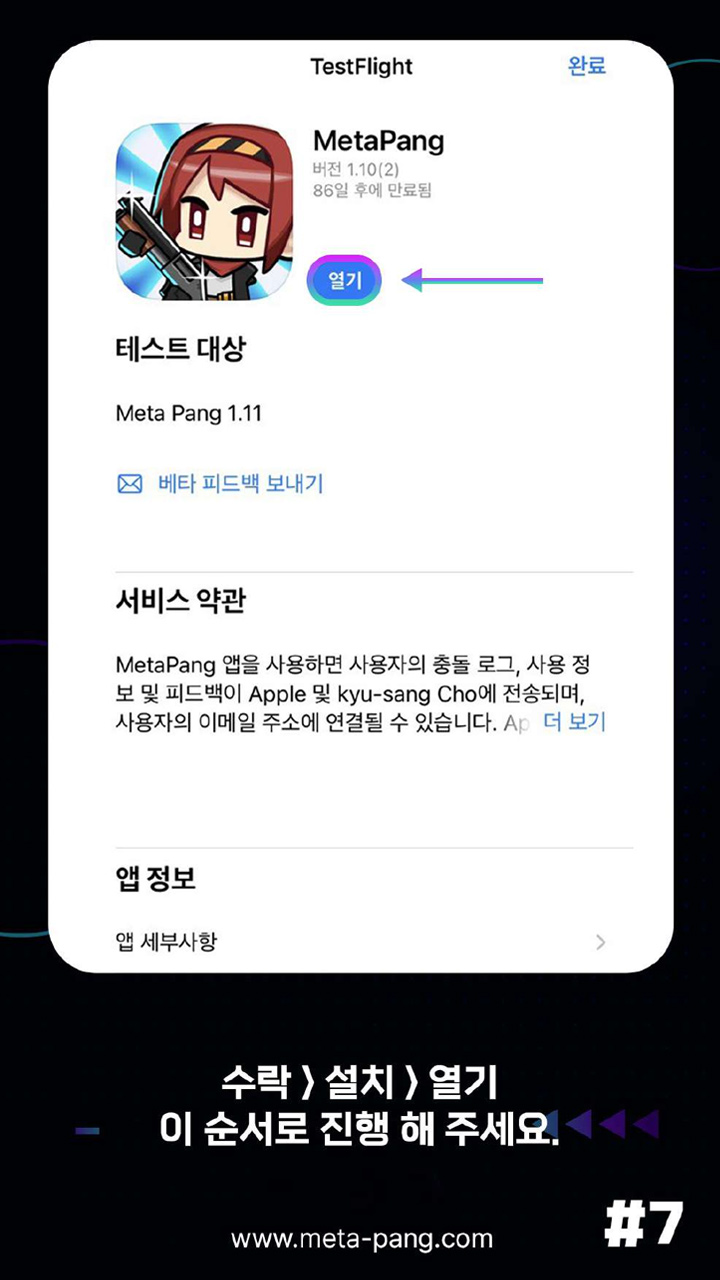 TestFlight
완료
MetaPang
버전 1.10(2)
86일 후에 만료됨
열기
테스트 대상
Meta Pang 1.11
베타 피드백 보내기
서비스 약관
MetaPang 앱을 사용하면 사용자의 충돌 로그, 사용 정
보 및 피드백이 Apple 및 kyu-sang Cho에 전송되며,
사용자의 이메일 주소에 연결될 수 있습니다. Ap 더 보기
앱 정보
앱 세부사항
수락 > 설치 > 열기
이 순서로 진행 해 주세요.
#7
www.meta-pang.com